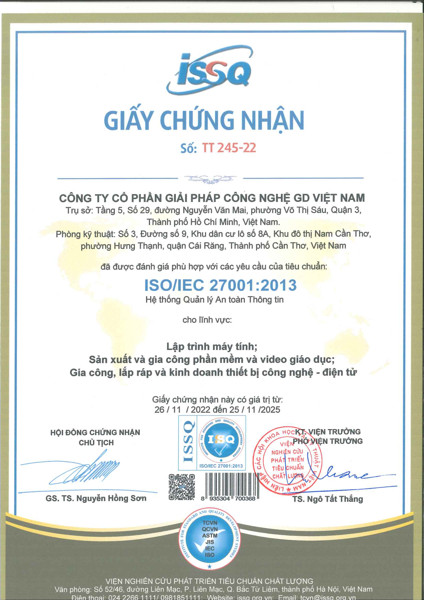 ISSQ
GIẤY CHỨNG NHẬN
Số: TT 245-22
CÔNG TY CỔ PHẦN GIẢI PHÁP CÔNG NGHỆ GD VIỆT NAM
Trụ sở: Tầng 5, Số 29, đường Nguyễn Văn Mai, phường Võ Thị Sáu, Quận 3,
Thành phố Hồ Chí Minh, Việt Nam.
Phòng kỹ thuật: Số 3, Đường số 9, Khu dân cư lô số 8A, Khu đô thị Nam Cần Thơ,
phường Hưng Thạnh, quận Cái Răng, Thành phố Cần Thơ, Việt Nam
đã được đánh giá phù hợp với các yêu cầu của tiêu chuẩn:
ISO/IEC 27001:2013
Hệ thống Quản lý An toàn Thông tin
cho lĩnh vực:
Lập trình máy tính;
Sản xuất và gia công phần mềm và video giáo dục;
Gia công, lắp ráp và kinh doanh thiết bị công nghệ - điện tử
Giấy chứng nhận này có giá trị từ:
26 / 11 / 2022 đến 25 / 11 / 2025
HỘI ĐỒNG CHỨNG NHẬN
CHỦ TỊCH
GS. TS. Nguyễn Hồng Sơn
ISSQ
ISSQ
ISO/IEC 27001:2013
8 935304 700368
KT. VIỆN TRƯỞNG
PHÓ VIỆN TRƯỞNG
VIỆN
NGHIÊN CỨU
PHÁT TRIỂN
TIÊU CHUẨN
CHẤT LƯỢNG
TS. Ngô Tất Thắng
TCVN
QCVN
ASTM
JIS
IEC
ISO
VIỆN NGHIÊN CỨU PHÁT TRIỂN TIÊU CHUẨN CHẤT LƯỢNG
Văn phòng: Số 52/46, đường Liên Mạc, P. Liên Mạc, Q. Bắc Từ Liêm, thành phố Hà Nội, Việt Nam
Điện thoại: 024 2266 1111/ 0981851111; Website: issq.org.vn; Email: tcvn@issq.org.vn